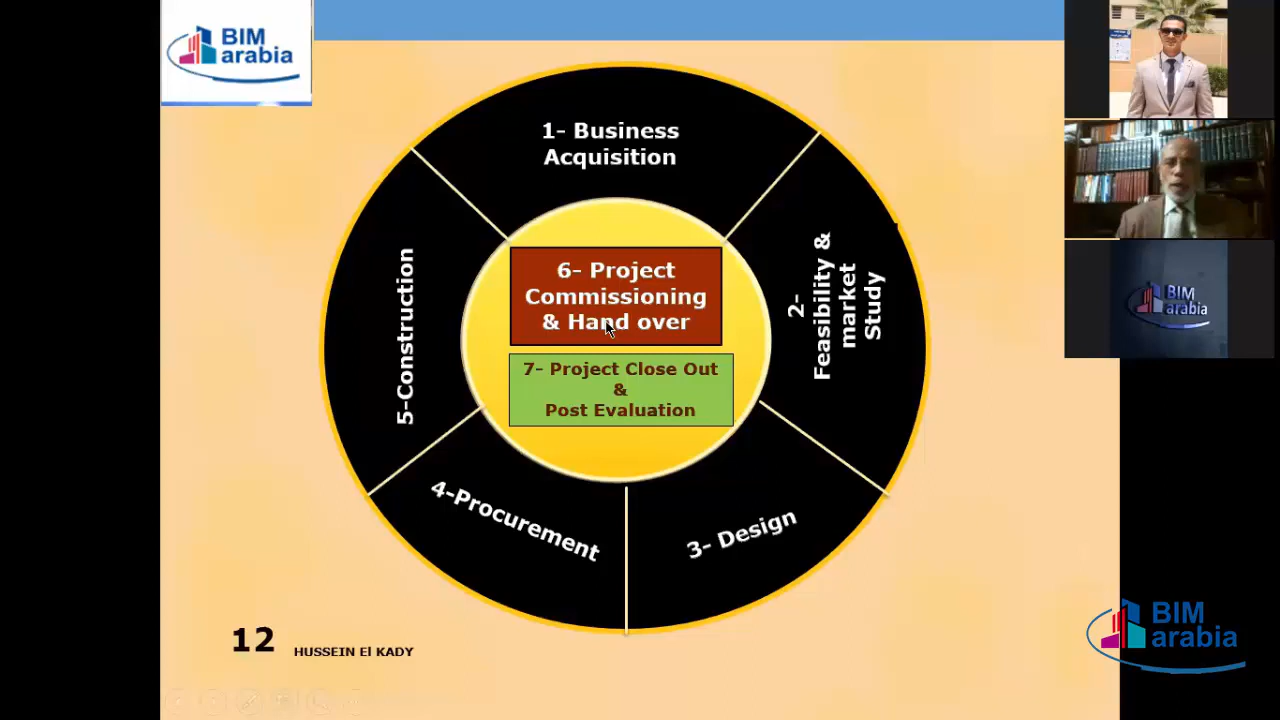 BIM
arabia
1- Business
Acquisition
2-
Feasibility &
market
Study
3- Design
4-Procurement
5-Construction
6- Project
Commissioning
& Hand over
7- Project Close Out
&
Post Evaluation
12
HUSSEIN El KADY
BIM
arabia
BIM
arabia